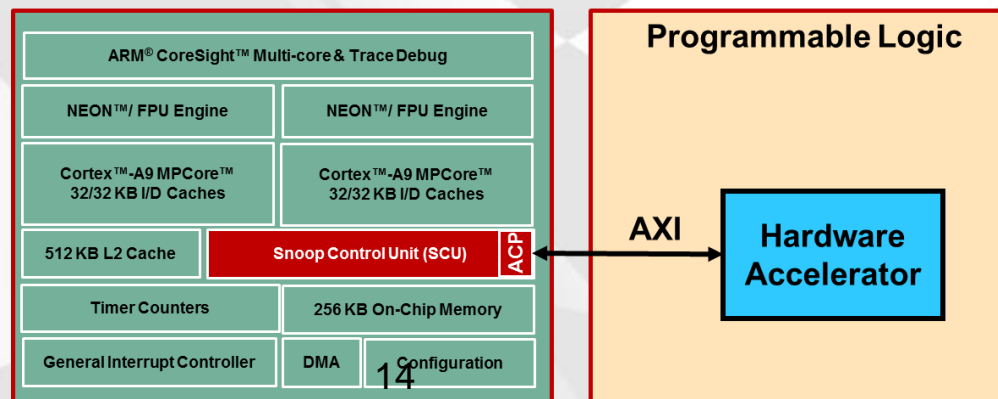 ARM® CoreSight™ Multi-core & Trace Debug
NEON™/ FPU Engine
NEON™/ FPU Engine
Cortex™-A9 MPCore™
32/32 KB I/D Caches
Cortex™-A9 MPCore™
32/32 KB I/D Caches
512 KB L2 Cache
Snoop Control Unit (SCU)
ACP
Timer Counters
256 KB On-Chip Memory
General Interrupt Controller
DMA
Configuration
14
AXI
Programmable Logic
Hardware
Accelerator